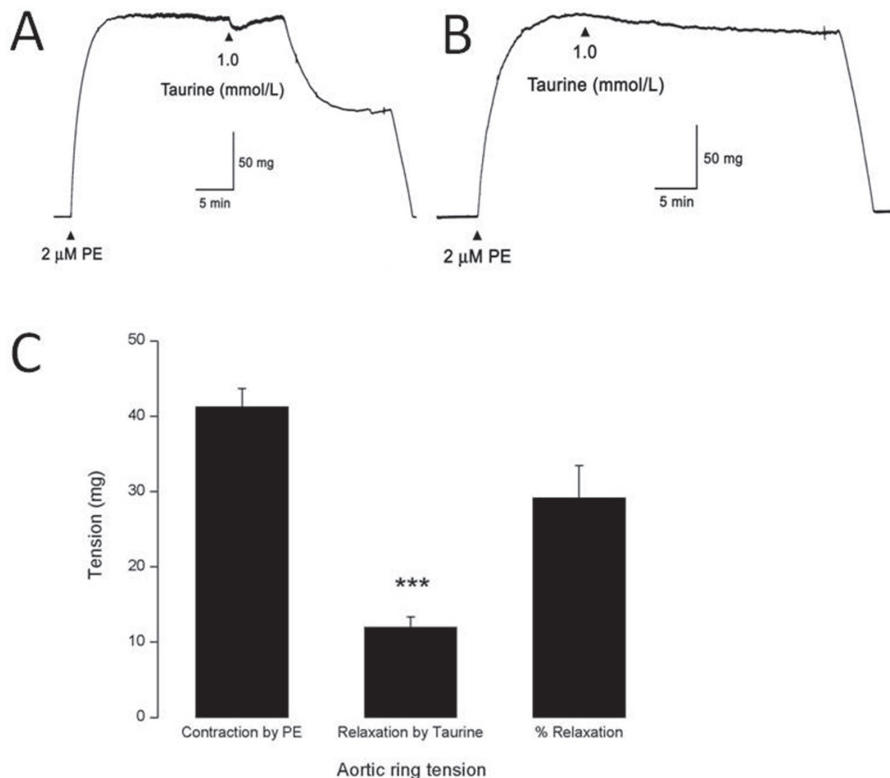 A
1.0
Taurine (mmol/L)
50 mg
5 min
2 μM PE
B
1.0
Taurine (mmol/L)
50 mg
5 min
2 μM PE
C
Tension (mg)
50
40
30
20
10
0
***
Contraction by PE
Relaxation by Taurine
% Relaxation
Aortic ring tension